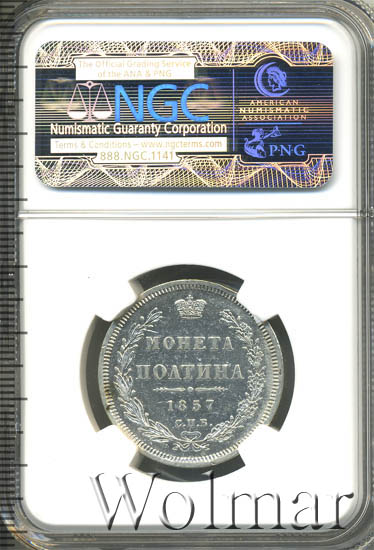 The Official Grading Service
of the ANA & PNG
NGC
Numismatic Guaranty Corporation
Terms & Conditions – www.ngcterms.com
888.NGC.1141
AMERICAN
NUMISMATIC
ASSOCIATION
PNG
МОНЕТА
ПОЛТИНА
1857
С.П.Б.
Wolmar